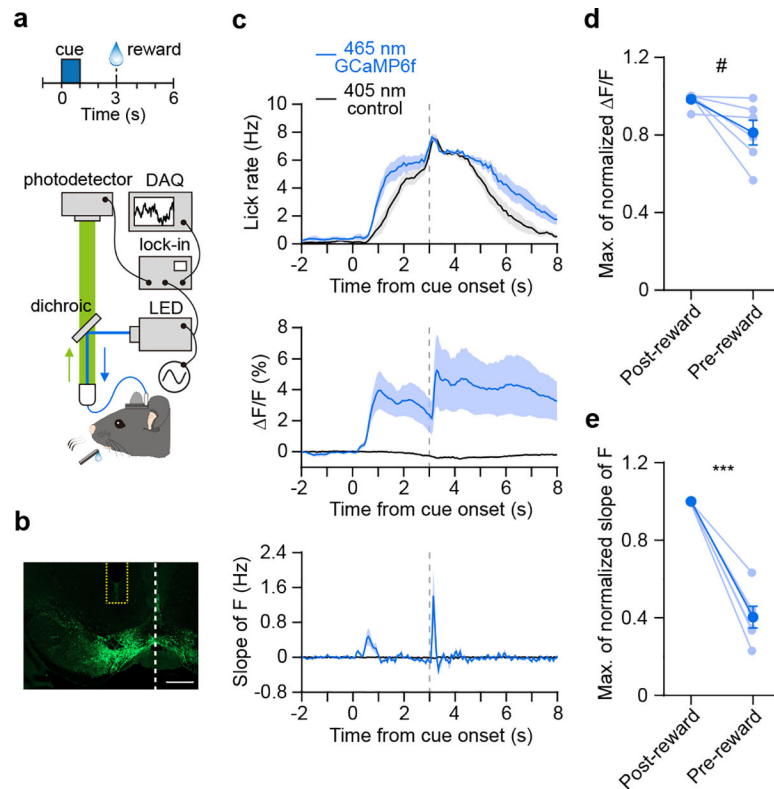 a
cue
reward
0
3
6
Time (s)
photodetector
DAQ
lock-in
dichroic
LED
b
c
465 nm
GCaMP6f
405 nm
control
Lick rate (Hz)
10
8
6
4
2
0
-2
0
2
4
6
8
Time from cue onset (s)
ΔF/F (%)
8
6
4
2
0
-2
0
2
4
6
8
Time from cue onset (s)
Slope of F (Hz)
2.4
1.6
0.8
0
-0.8
-2
0
2
4
6
8
Time from cue onset (s)
d
#
Max. of normalized ΔF/F
1.2
0.8
0.4
0
Post-reward
Pre-reward
e
***
Max. of normalized slope of F
1.2
0.8
0.4
0
Post-reward
Pre-reward